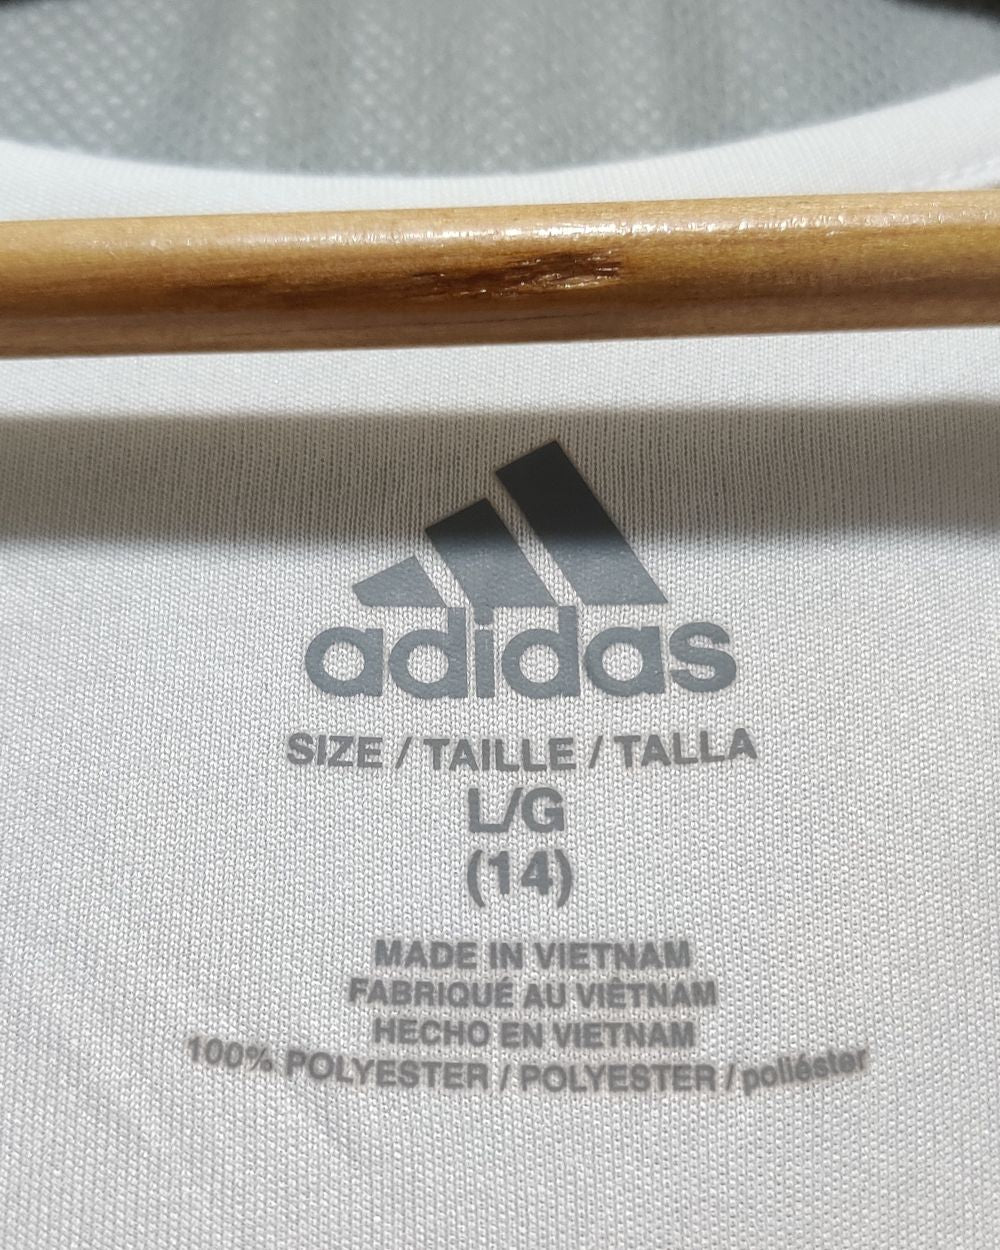 adidas
SIZE / TAILLE / TALLA
L/G
(14)
MADE IN VIETNAM
FABRIQUÉ AU VIÊTNAM
HECHO EN VIETNAM
100% POLYESTER / POLYESTER / poliéster